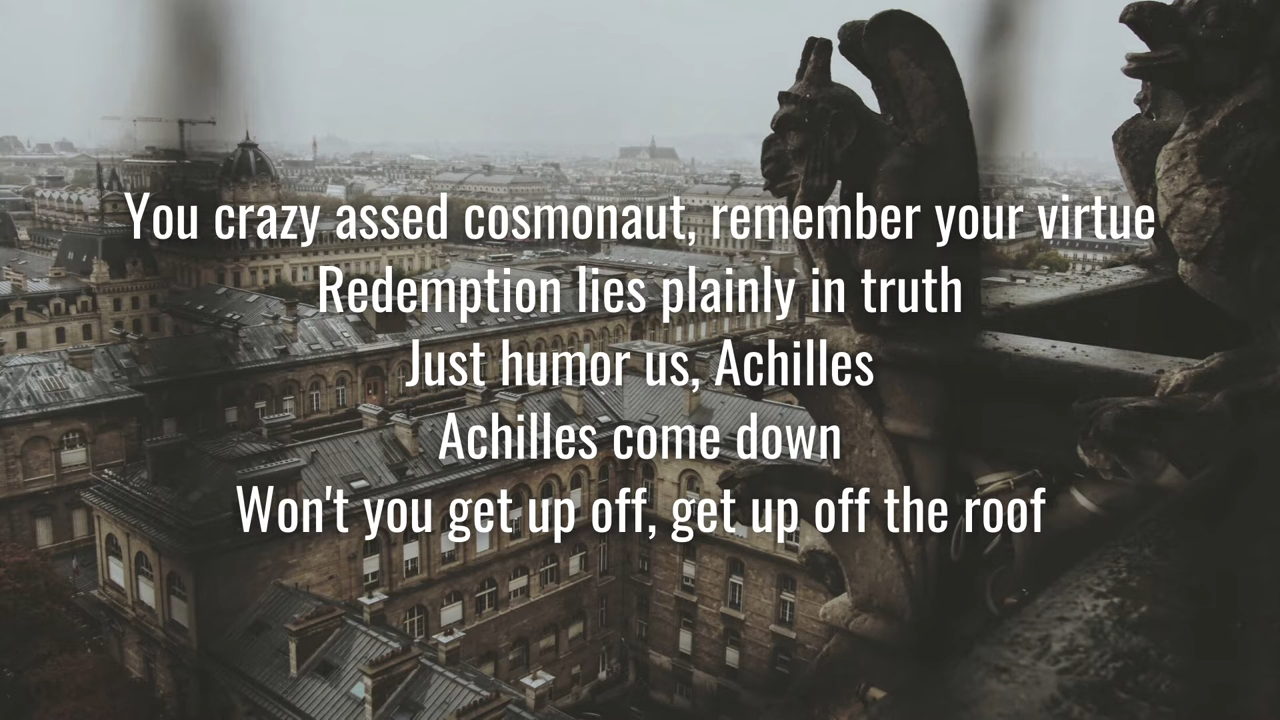 You crazy assed cosmonaut, remember your virtue
Redemption lies plainly in truth
Just humor us, Achilles
Achilles come down
Won't you get up off, get up off the roof